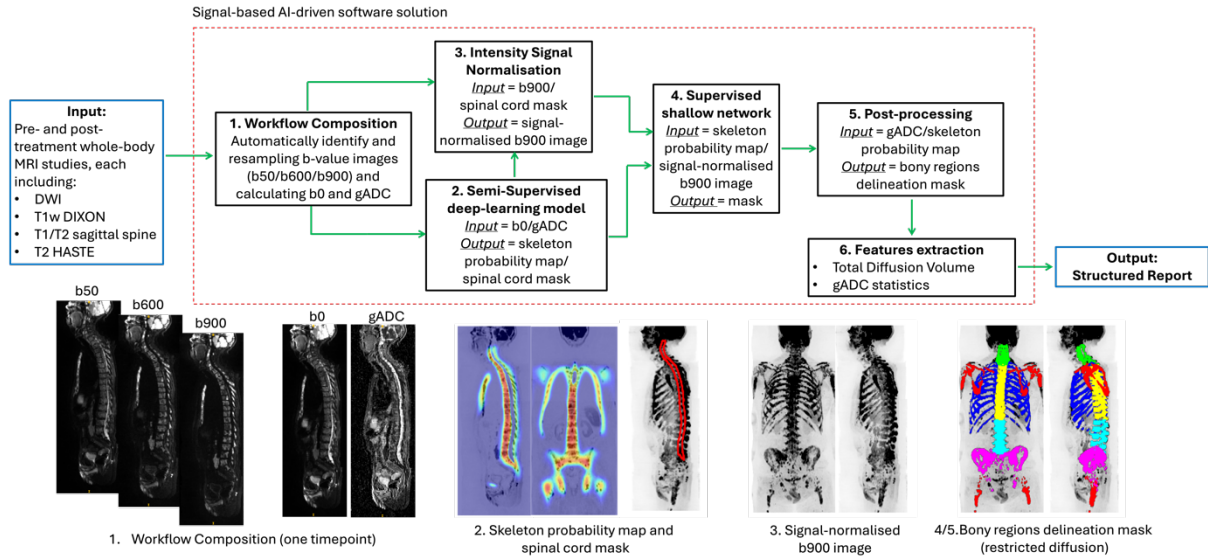 Signal-based AI-driven software solution
Input:
Pre- and post-
treatment whole-body
MRI studies, each
including:
• DWI
• T1w DIXON
• T1/T2 sagittal spine
• T2 HASTE
1. Workflow Composition
Automatically identify and
resampling b-value images
(b50/b600/b900) and
calculating b0 and gADC
3. Intensity Signal
Normalisation
Input = b900/
spinal cord mask
Output = signal-
normalised b900 image
2. Semi-Supervised
deep-learning model
Input = b0/gADC
Output = skeleton
probability map/
spinal cord mask
4. Supervised
shallow network
Input = skeleton
probability map/
signal-normalised
b900 image
Output = mask
5. Post-processing
Input = gADC/skeleton
probability map
Output = bony regions
delineation mask
6. Features extraction
• Total Diffusion Volume
• gADC statistics
Output:
Structured Report
b50
b600
b900
b0
gADC
1. Workflow Composition (one timepoint)
2. Skeleton probability map and
spinal cord mask
3. Signal-normalised
b900 image
4/5.Bony regions delineation mask
(restricted diffusion)